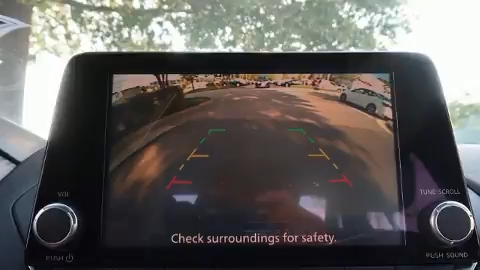 VOL
TUNE SCROLL
Check surroundings for safety.
PUSH
PUSH SOUND